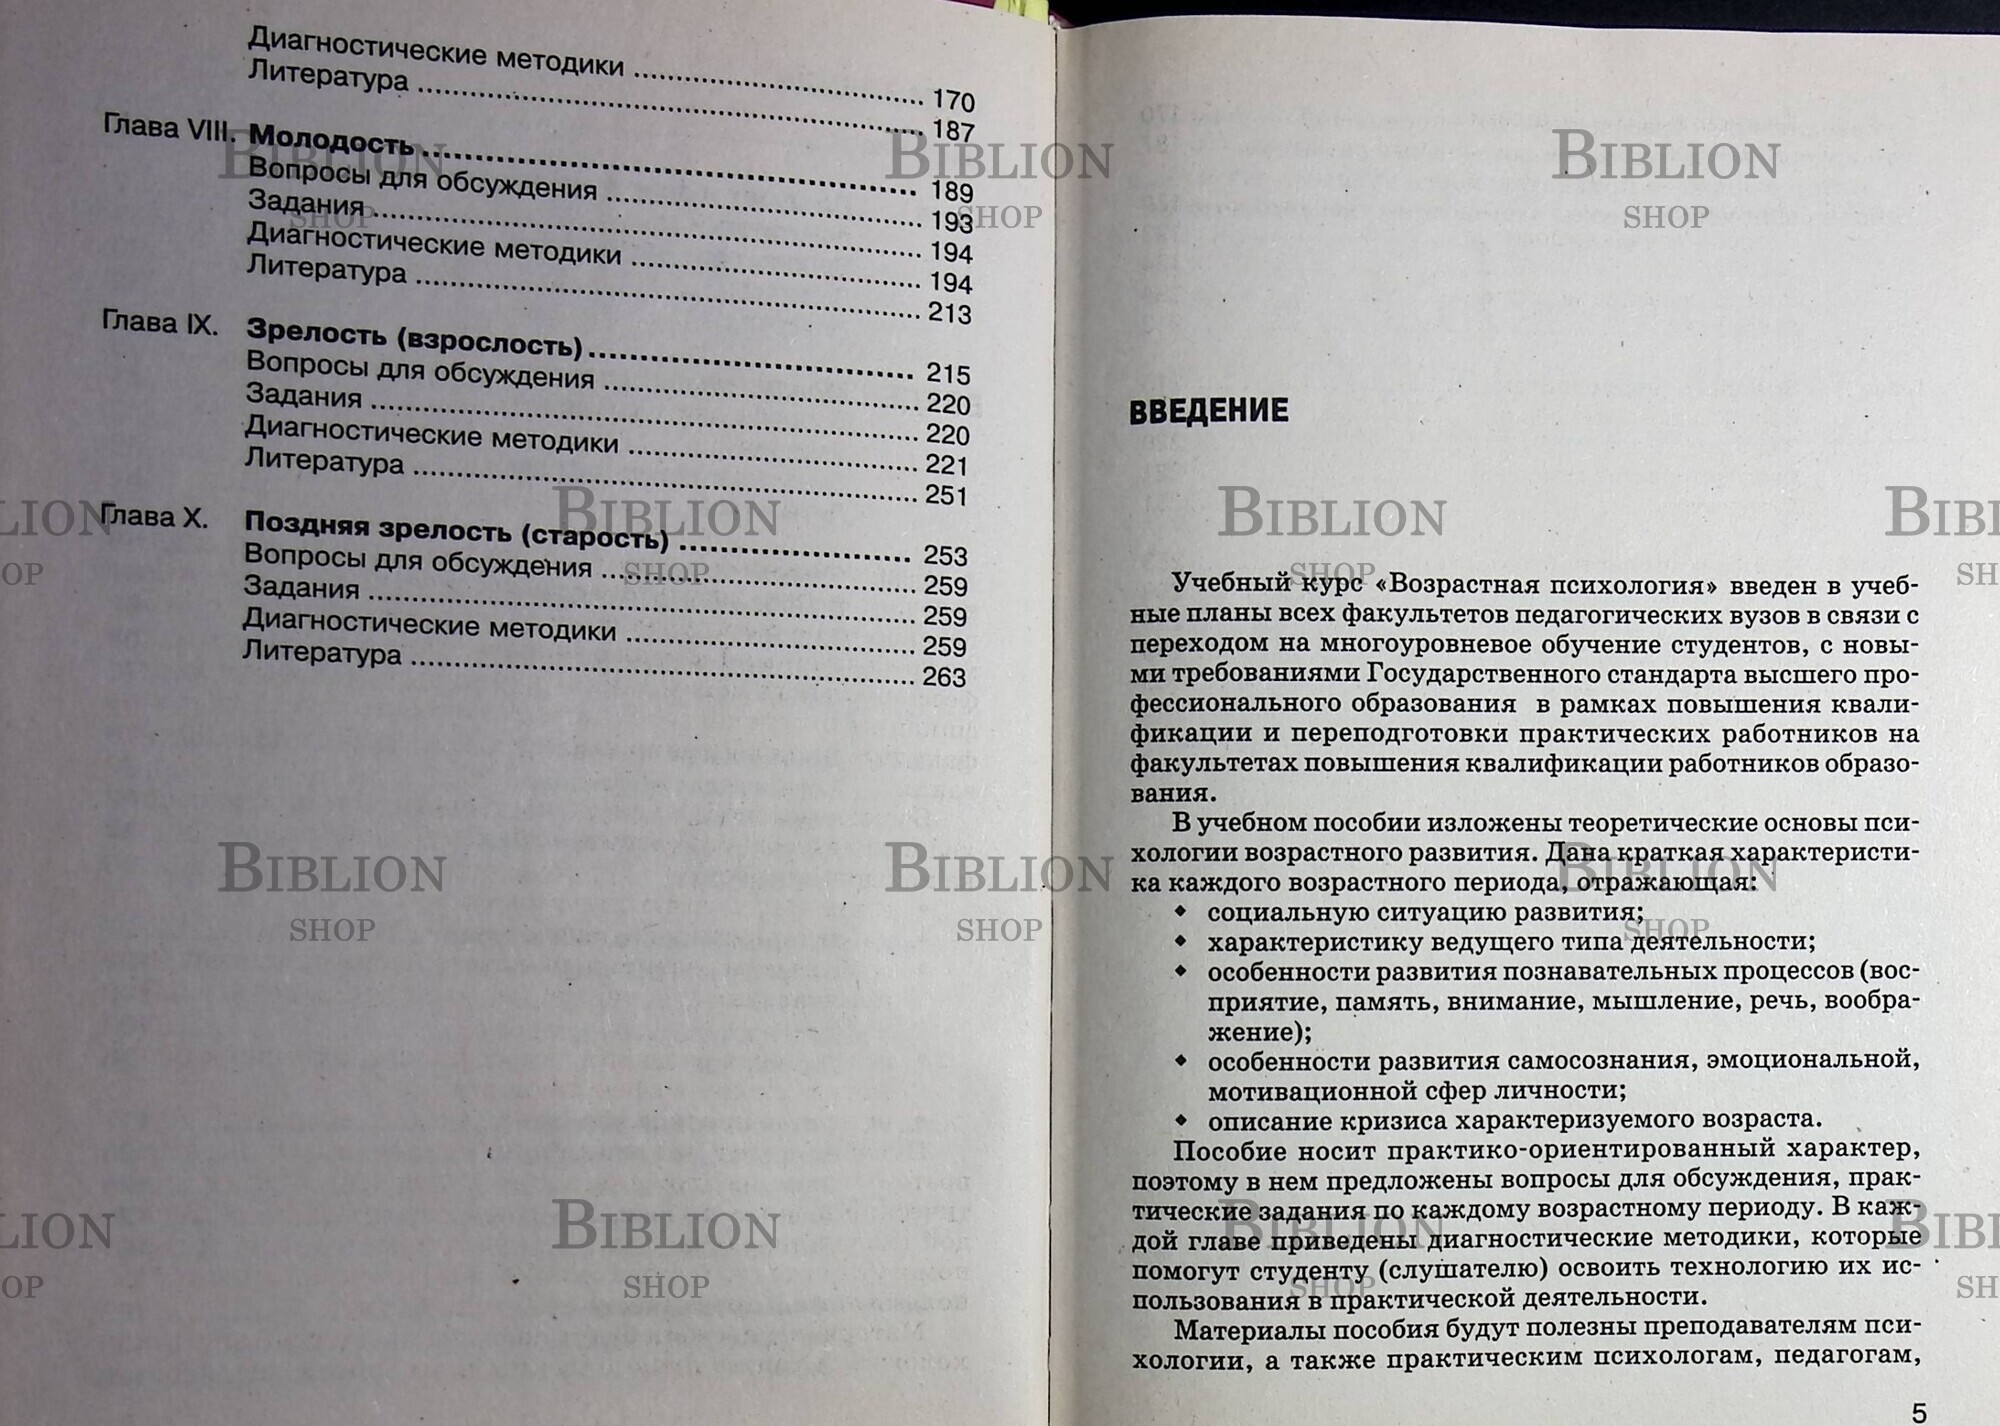 Диагностические методики ........ 170
Литература ........ 187
Глава VIII. Молодость ........ 189
Вопросы для обсуждения ........ 193
Задания ........ 194
Диагностические методики ........ 194
Литература ........ 213
Глава IX. Зрелость (взрослость) ........ 215
Вопросы для обсуждения ........ 220
Задания ........ 220
Диагностические методики ........ 221
Литература ........ 251
Глава X. Поздняя зрелость (старость) ........ 253
Вопросы для обсуждения ........ 259
Задания ........ 259
Диагностические методики ........ 259
Литература ........ 263
ВВЕДЕНИЕ
Учебный курс «Возрастная психология» введен в учеб-
ные планы всех факультетов педагогических вузов в связи с
переходом на многоуровневое обучение студентов, с новы-
ми требованиями Государственного стандарта высшего про-
фессионального образования в рамках повышения квали-
фикации и переподготовки практических работников на
факультетах повышения квалификации работников образо-
вания.
В учебном пособии изложены теоретические основы пси-
хологии возрастного развития. Дана краткая характеристи-
ка каждого возрастного периода, отражающая:
◆ социальную ситуацию развития;
◆ характеристику ведущего типа деятельности;
◆ особенности развития познавательных процессов (вос-
приятие, память, внимание, мышление, речь, вообра-
жение);
◆ особенности развития самосознания, эмоциональной,
мотивационной сфер личности;
◆ описание кризиса характеризуемого возраста.
Пособие носит практико-ориентированный характер,
поэтому в нем предложены вопросы для обсуждения, прак-
тические задания по каждому возрастному периоду. В каж-
дой главе приведены диагностические методики, которые
помогут студенту (слушателю) освоить технологию их ис-
пользования в практической деятельности.
Материалы пособия будут полезны преподавателям пси-
хологии, а также практическим психологам, педагогам,
5
BIBLION
SHOP